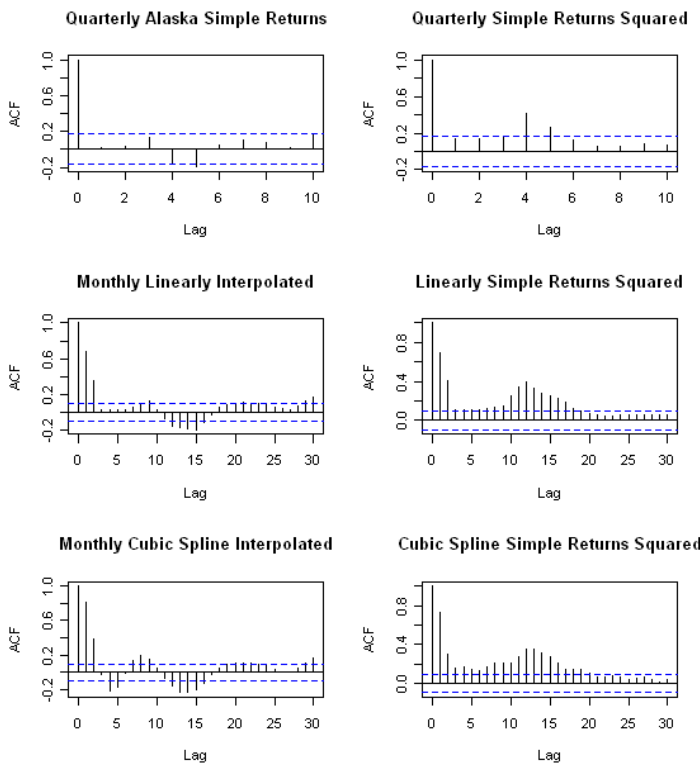 Quarterly Alaska Simple Returns
ACF
1.0
0.6
0.2
-0.2
0 2 4 6 8 10
Lag
Quarterly Simple Returns Squared
ACF
1.0
0.6
0.2
-0.2
0 2 4 6 8 10
Lag
Monthly Linearly Interpolated
ACF
1.0
0.6
0.2
-0.2
0 5 10 15 20 25 30
Lag
Linearly Simple Returns Squared
ACF
0.8
0.4
0.0
0 5 10 15 20 25 30
Lag
Monthly Cubic Spline Interpolated
ACF
1.0
0.6
0.2
-0.2
0 5 10 15 20 25 30
Lag
Cubic Spline Simple Returns Squared
ACF
0.8
0.4
0.0
0 5 10 15 20 25 30
Lag